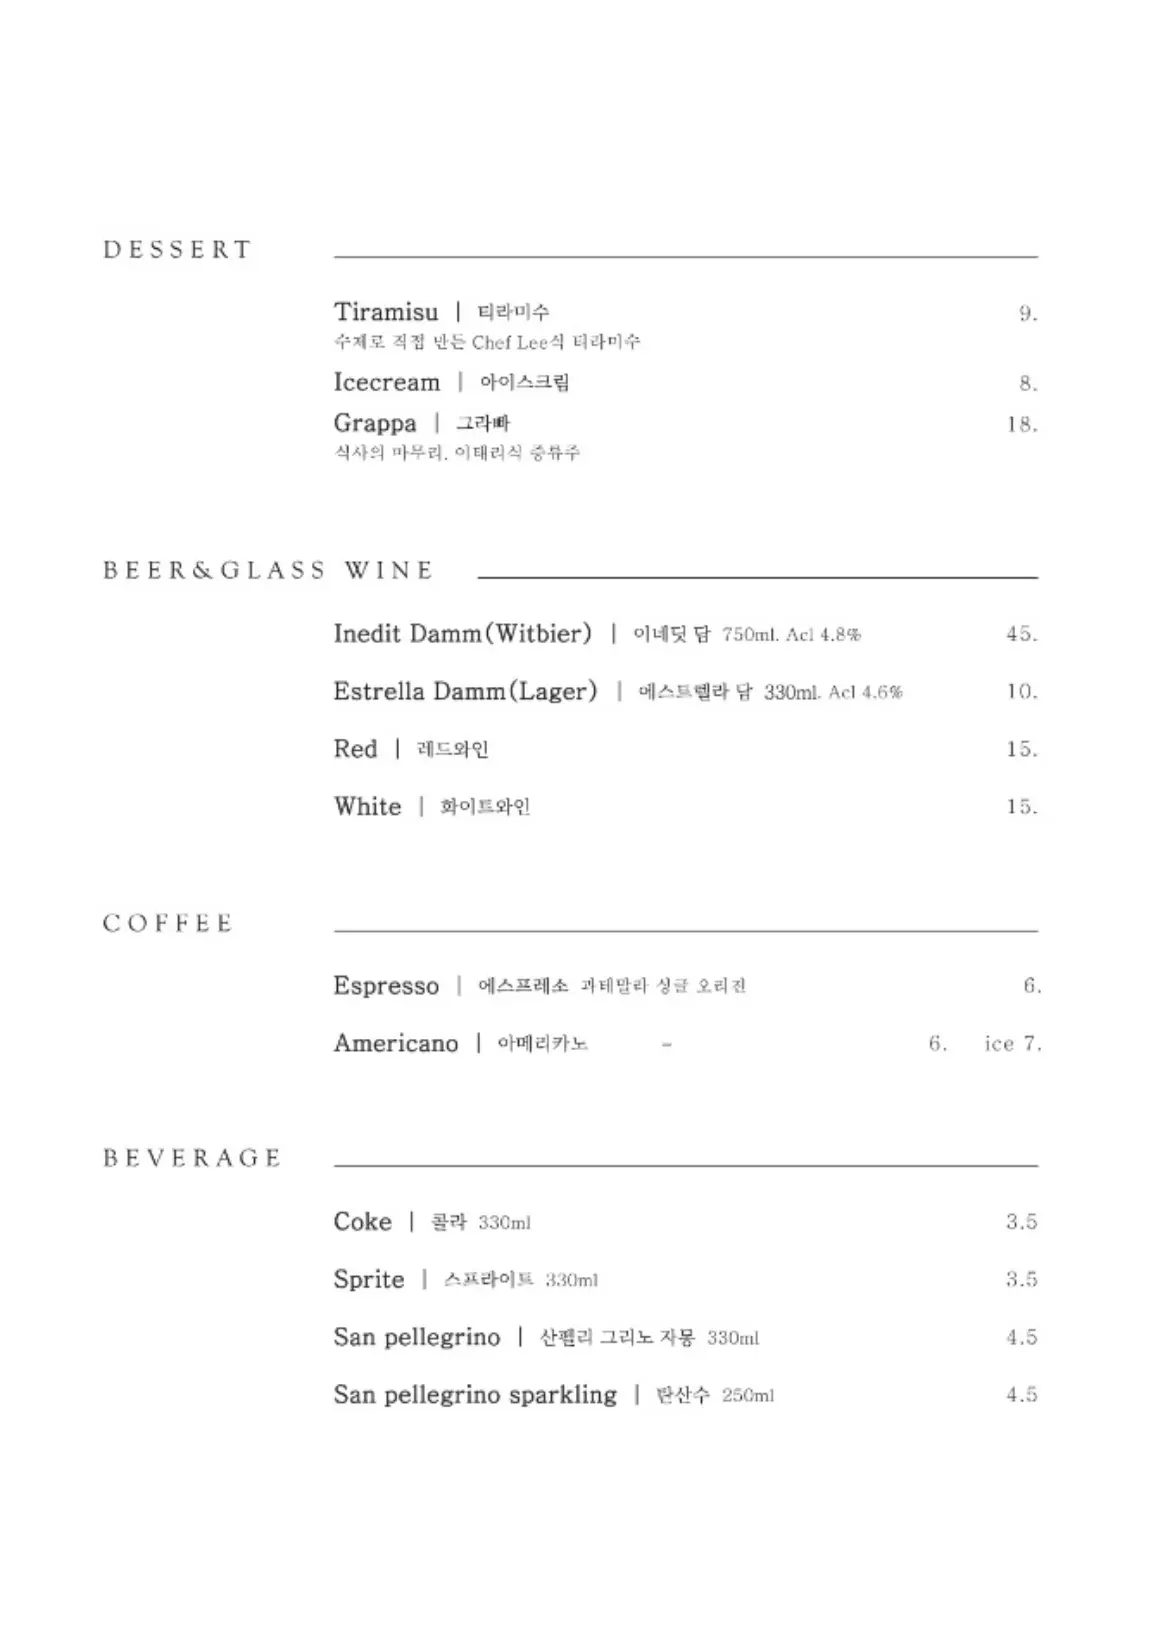 DESSERT
Tiramisu | 티라미수 9.
수제로 직접 만든 Chef Lee식 티라미수
Icecream | 아이스크림 8.
Grappa | 그라빠 18.
식사의 마무리. 이태리식 증류주
BEER&GLASS WINE
Inedit Damm(Witbier) | 이네딧 담 750ml. Acl 4.8% 45.
Estrella Damm(Lager) | 에스트렐라 담 330ml. Acl 4.6% 10.
Red | 레드와인 15.
White | 화이트와인 15.
COFFEE
Espresso | 에스프레소 과테말라 싱글 오리진 6.
Americano | 아메리카노 - 6. ice 7.
BEVERAGE
Coke | 콜라 330ml 3.5
Sprite | 스프라이트 330ml 3.5
San pellegrino | 산펠리 그리노 자몽 330ml 4.5
San pellegrino sparkling | 탄산수 250ml 4.5